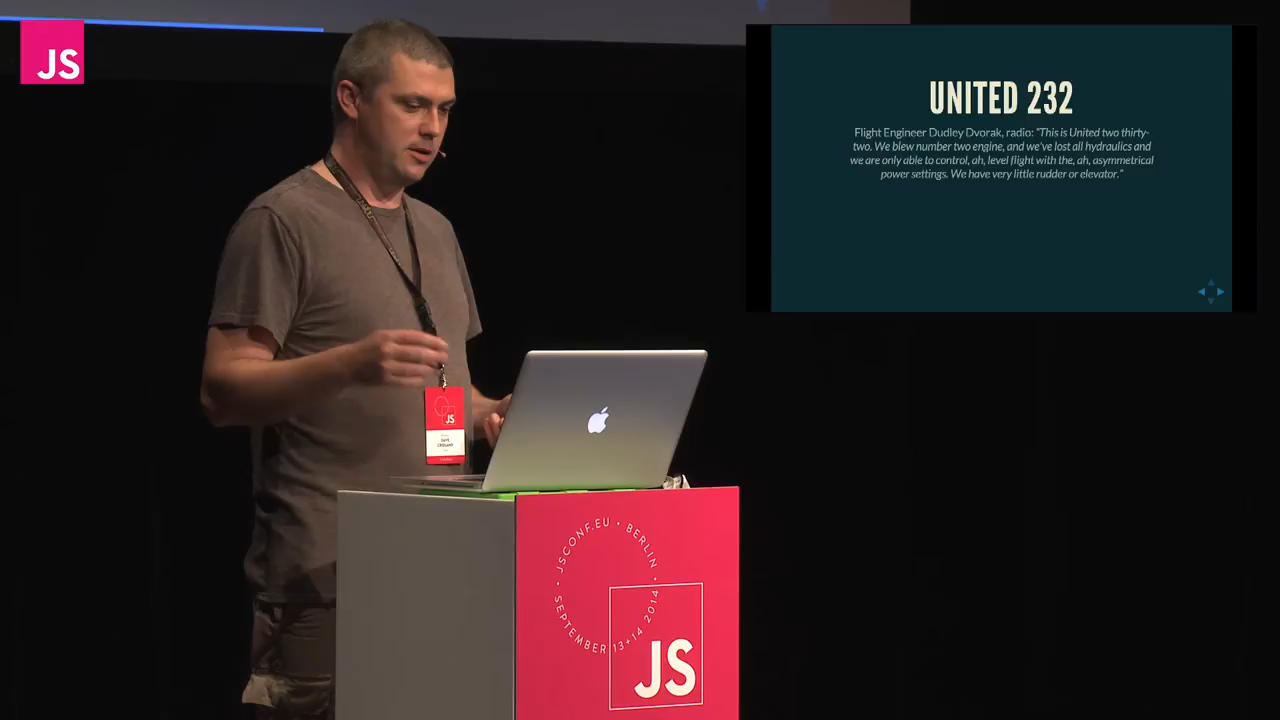 JS
UNITED 232
Flight Engineer Dudley Dvorak, radio: "This is United two thirty-
two. We blew number two engine, and we've lost all hydraulics and
we are only able to control, ah, level flight with the, ah, asymmetrical
power settings. We have very little rudder or elevator."
JS
DAVE
• JSCONF.EU • BERLIN • SEPTEMBER 13+14 2014
JS